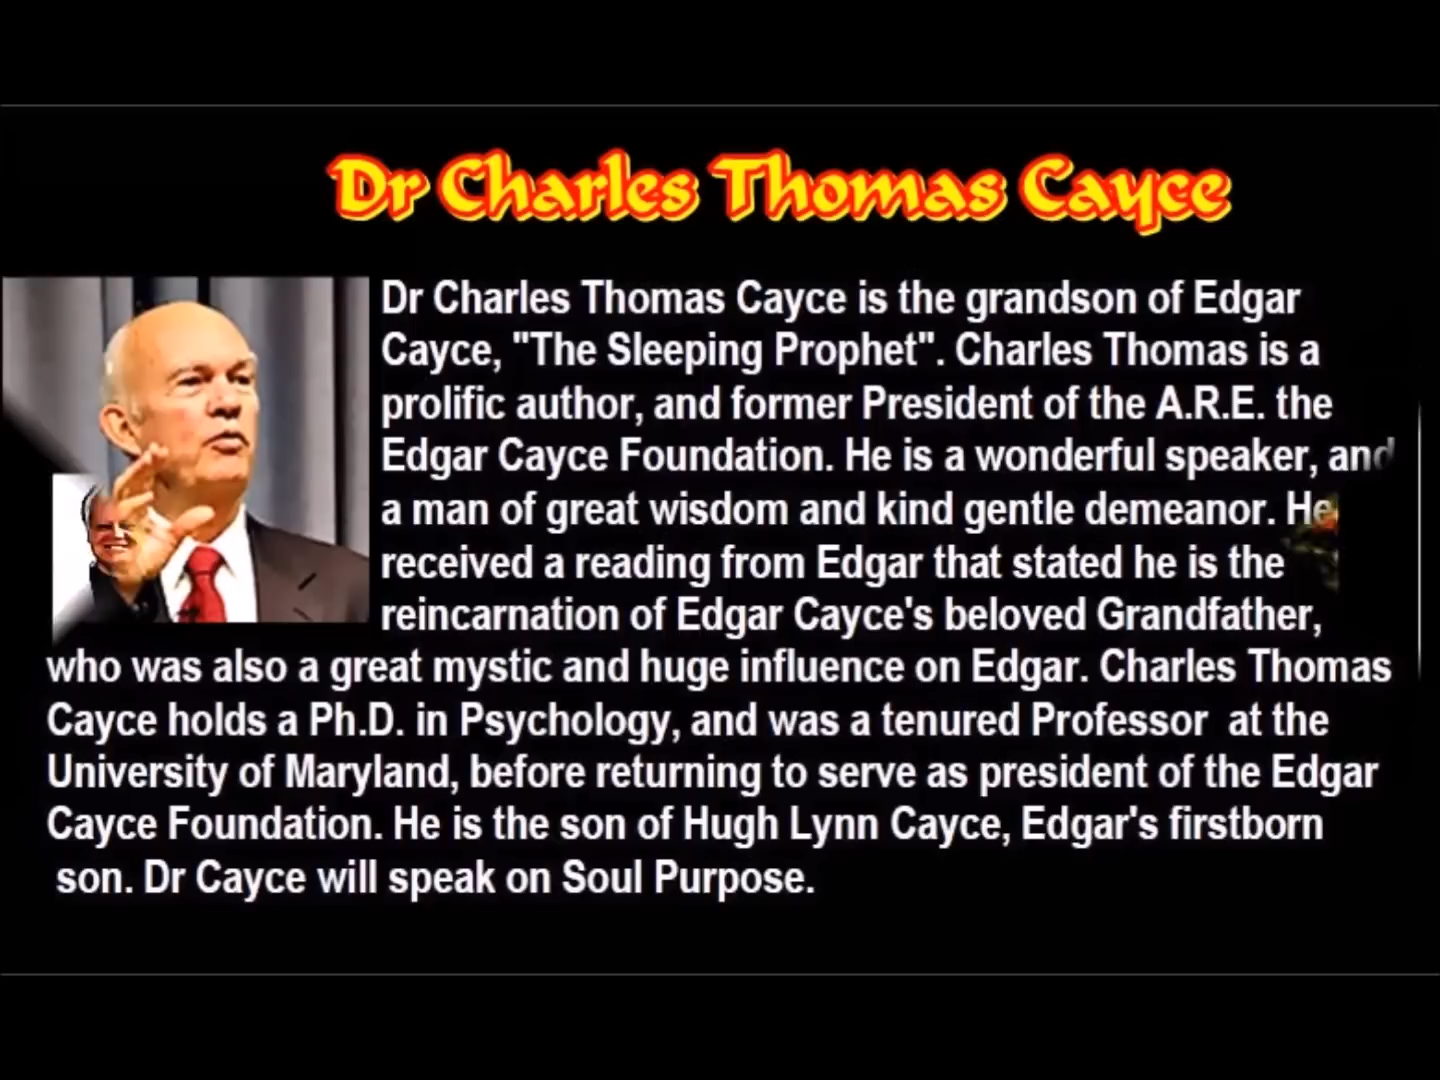 Dr Charles Thomas Cayce
Dr Charles Thomas Cayce is the grandson of Edgar
Cayce, "The Sleeping Prophet". Charles Thomas is a
prolific author, and former President of the A.R.E. the
Edgar Cayce Foundation. He is a wonderful speaker, and
a man of great wisdom and kind gentle demeanor. He
received a reading from Edgar that stated he is the
reincarnation of Edgar Cayce's beloved Grandfather,
who was also a great mystic and huge influence on Edgar. Charles Thomas
Cayce holds a Ph.D. in Psychology, and was a tenured Professor  at the
University of Maryland, before returning to serve as president of the Edgar
Cayce Foundation. He is the son of Hugh Lynn Cayce, Edgar's firstborn
son. Dr Cayce will speak on Soul Purpose.